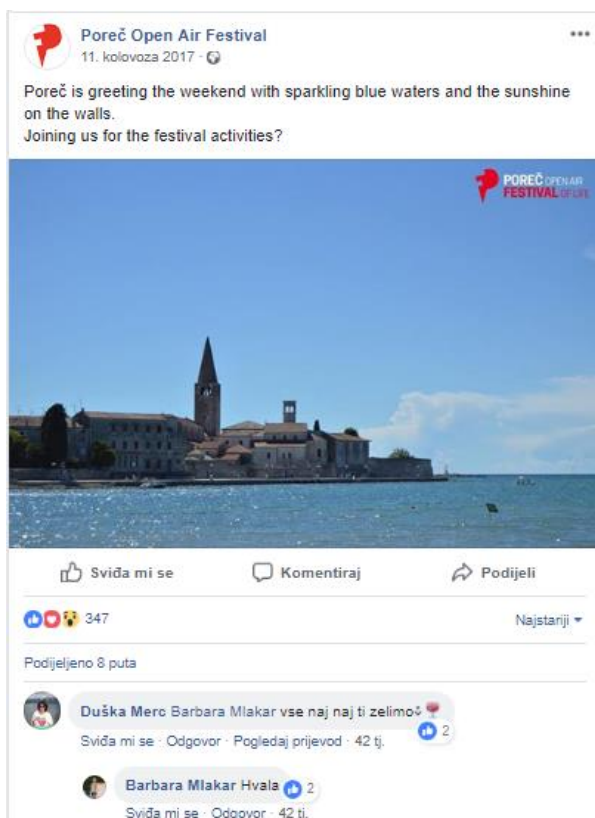 Poreč Open Air Festival
11. kolovoza 2017 ·
Poreč is greeting the weekend with sparkling blue waters and the sunshine
on the walls.
Joining us for the festival activities?
POREČ OPEN AIR
FESTIVAL OF LIFE
Sviđa mi se Komentiraj Podijeli
347 Najstariji
Podijeljeno 8 puta
Duška Merc Barbara Mlakar vse naj naj ti zelimo
2
Sviđa mi se · Odgovor · Pogledaj prijevod · 42 tj.
Barbara Mlakar Hvala 2
Sviđa mi se · Odgovor · 42 tj.